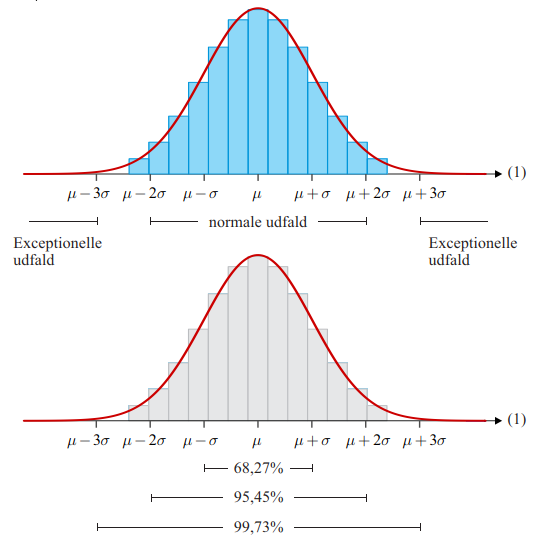 (1)
μ − 3σ μ − 2σ μ − σ μ μ + σ μ + 2σ μ + 3σ
normale udfald
Exceptionelle
udfald
Exceptionelle
udfald
(1)
μ − 3σ μ − 2σ μ − σ μ μ + σ μ + 2σ μ + 3σ
68,27%
95,45%
99,73%